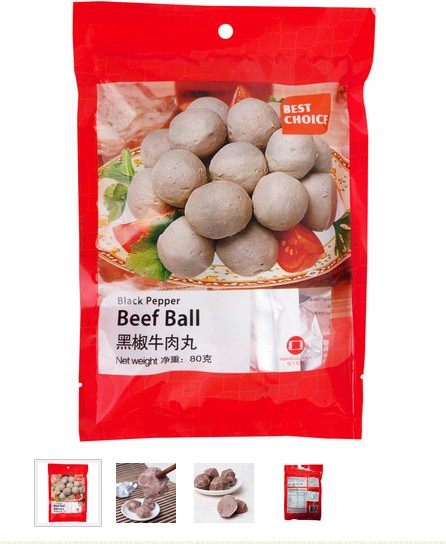 BEST
CHOICE
Black Pepper
Beef Ball
黑椒牛肉丸
Net weight 净重：80克